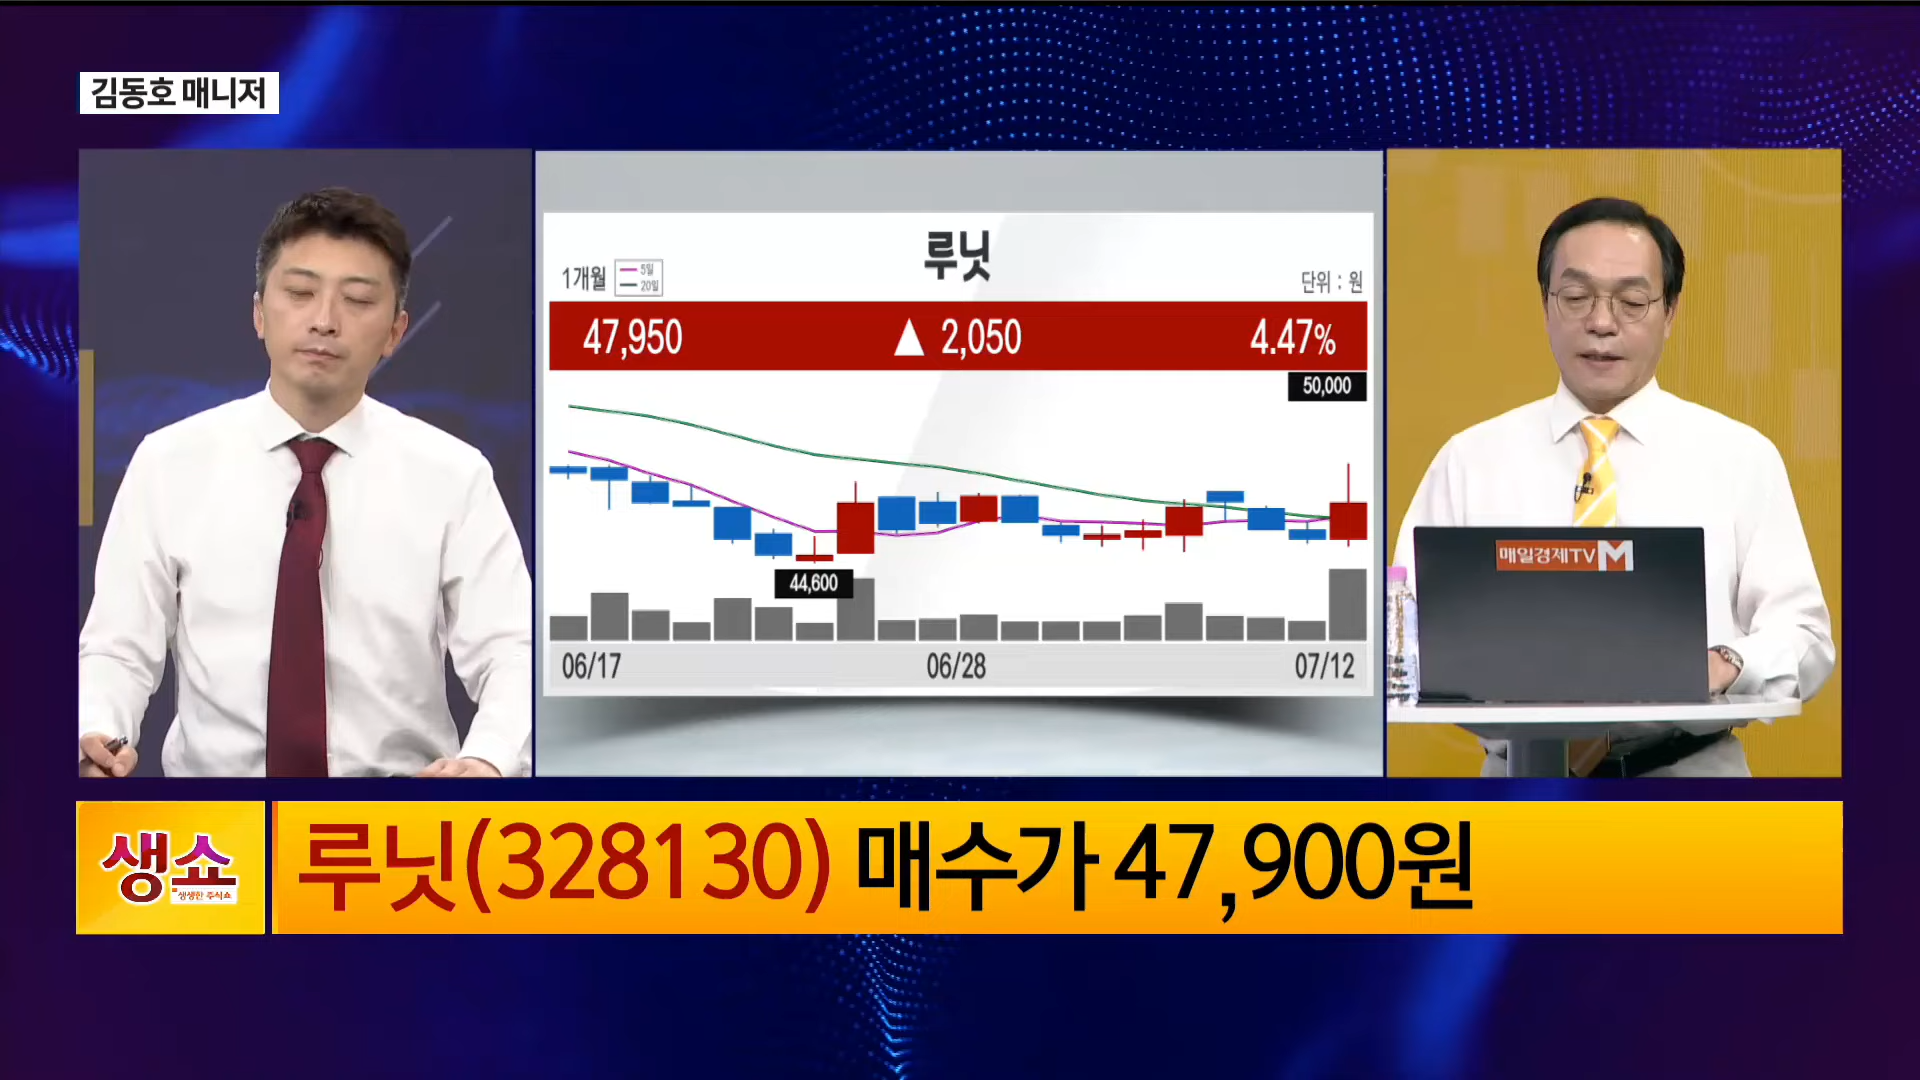 김동호 매니저
루닛
1개월
5일
20일
단위 : 원
47,950 ▲ 2,050 4.47%
50,000
44,600
06/17 06/28 07/12
매일경제TV M
생쇼
생생한 주식쇼
루닛(328130) 매수가 47,900원